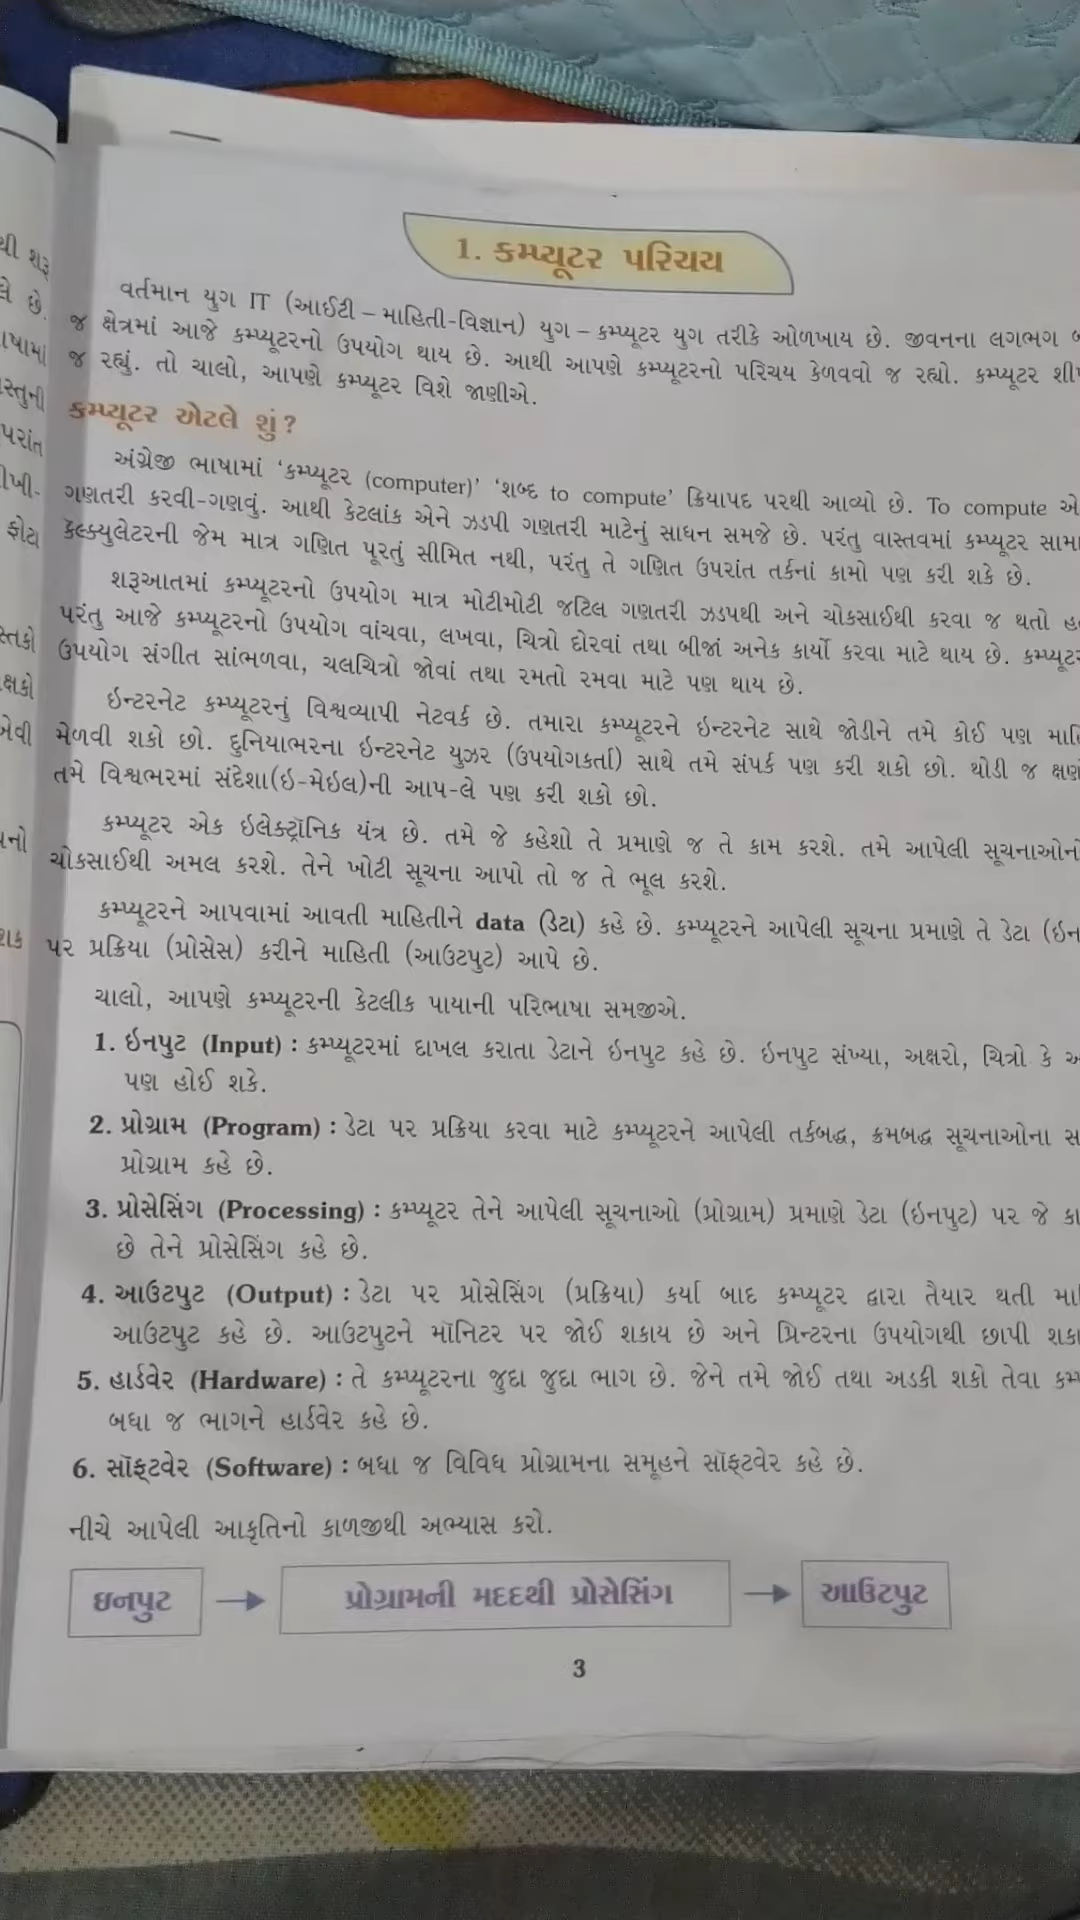 1. કમ્પ્યૂટર પરિચય
વર્તમાન યુગ IT (આઈટી – માહિતી-વિજ્ઞાન) યુગ – કમ્પ્યૂટર યુગ તરીકે ઓળખાય છે. જીવનના લગભગ
જ ક્ષેત્રમાં આજે કમ્પ્યૂટરનો ઉપયોગ થાય છે. આથી આપણે કમ્પ્યૂટરનો પરિચય કેળવવો જ રહ્યો. કમ્પ્યૂટર
જ રહ્યું. તો ચાલો, આપણે કમ્પ્યૂટર વિશે જાણીએ.
કમ્પ્યૂટર એટલે શું?
અંગ્રેજી ભાષામાં ‘કમ્પ્યૂટર (computer)’ ‘શબ્દ to compute’ ક્રિયાપદ પરથી આવ્યો છે. To compute
ગણતરી કરવી-ગણવું. આથી કેટલાંક એને ઝડપી ગણતરી માટેનું સાધન સમજે છે. પરંતુ વાસ્તવમાં કમ્પ્યૂટર
કૅલ્ક્યુલેટરની જેમ માત્ર ગણિત પૂરતું સીમિત નથી, પરંતુ તે ગણિત ઉપરાંત તર્કનાં કામો પણ કરી શકે છે.
શરૂઆતમાં કમ્પ્યૂટરનો ઉપયોગ માત્ર મોટીમોટી જટિલ ગણતરી ઝડપથી અને ચોકસાઈથી કરવા જ થતો
પરંતુ આજે કમ્પ્યૂટરનો ઉપયોગ વાંચવા, લખવા, ચિત્રો દોરવાં તથા બીજાં અનેક કાર્યો કરવા માટે થાય છે. કમ્પ્યૂટર
ઉપયોગ સંગીત સાંભળવા, ચલચિત્રો જોવાં તથા રમતો રમવા માટે પણ થાય છે.
ઇન્ટરનેટ કમ્પ્યૂટરનું વિશ્વવ્યાપી નેટવર્ક છે. તમારા કમ્પ્યૂટરને ઇન્ટરનેટ સાથે જોડીને તમે કોઈ પણ
મેળવી શકો છો. દુનિયાભરના ઇન્ટરનેટ યુઝર (ઉપયોગકર્તા) સાથે તમે સંપર્ક પણ કરી શકો છો. થોડી જ
તમે વિશ્વભરમાં સંદેશા(ઇ-મેઇલ)ની આપ-લે પણ કરી શકો છો.
કમ્પ્યૂટર એક ઇલેક્ટ્રૉનિક યંત્ર છે. તમે જે કહેશો તે પ્રમાણે જ તે કામ કરશે. તમે આપેલી સૂચનાઓનો
ચોકસાઈથી અમલ કરશે. તેને ખોટી સૂચના આપો તો જ તે ભૂલ કરશે.
કમ્પ્યૂટરને આપવામાં આવતી માહિતીને data (ડેટા) કહે છે. કમ્પ્યૂટરને આપેલી સૂચના પ્રમાણે તે ડેટા
પર પ્રક્રિયા (પ્રોસેસ) કરીને માહિતી (આઉટપુટ) આપે છે.
ચાલો, આપણે કમ્પ્યૂટરની કેટલીક પાયાની પરિભાષા સમજીએ.
1. ઇનપુટ (Input) : કમ્પ્યૂટરમાં દાખલ કરાતા ડેટાને ઇનપુટ કહે છે. ઇનપુટ સંખ્યા, અક્ષરો, ચિત્રો કે
પણ હોઈ શકે.
2. પ્રોગ્રામ (Program) : ડેટા પર પ્રક્રિયા કરવા માટે કમ્પ્યૂટરને આપેલી તર્કબદ્ધ, ક્રમબદ્ધ સૂચનાઓના
પ્રોગ્રામ કહે છે.
3. પ્રોસેસિંગ (Processing) : કમ્પ્યૂટર તેને આપેલી સૂચનાઓ (પ્રોગ્રામ) પ્રમાણે ડેટા (ઇનપુટ) પર જે
છે તેને પ્રોસેસિંગ કહે છે.
4. આઉટપુટ (Output) : ડેટા પર પ્રોસેસિંગ (પ્રક્રિયા) કર્યા બાદ કમ્પ્યૂટર દ્વારા તૈયાર થતી
આઉટપુટ કહે છે. આઉટપુટને મૉનિટર પર જોઈ શકાય છે અને પ્રિન્ટરના ઉપયોગથી છાપી
5. હાર્ડવેર (Hardware) : તે કમ્પ્યૂટરના જુદા જુદા ભાગ છે. જેને તમે જોઈ તથા અડકી શકો તેવા
બધા જ ભાગને હાર્ડવેર કહે છે.
6. સૉફ્ટવેર (Software) : બધા જ વિવિધ પ્રોગ્રામના સમૂહને સૉફ્ટવેર કહે છે.
નીચે આપેલી આકૃતિનો કાળજીથી અભ્યાસ કરો.
ઇનપુટ → પ્રોગ્રામની મદદથી પ્રોસેસિંગ → આઉટપુટ
3